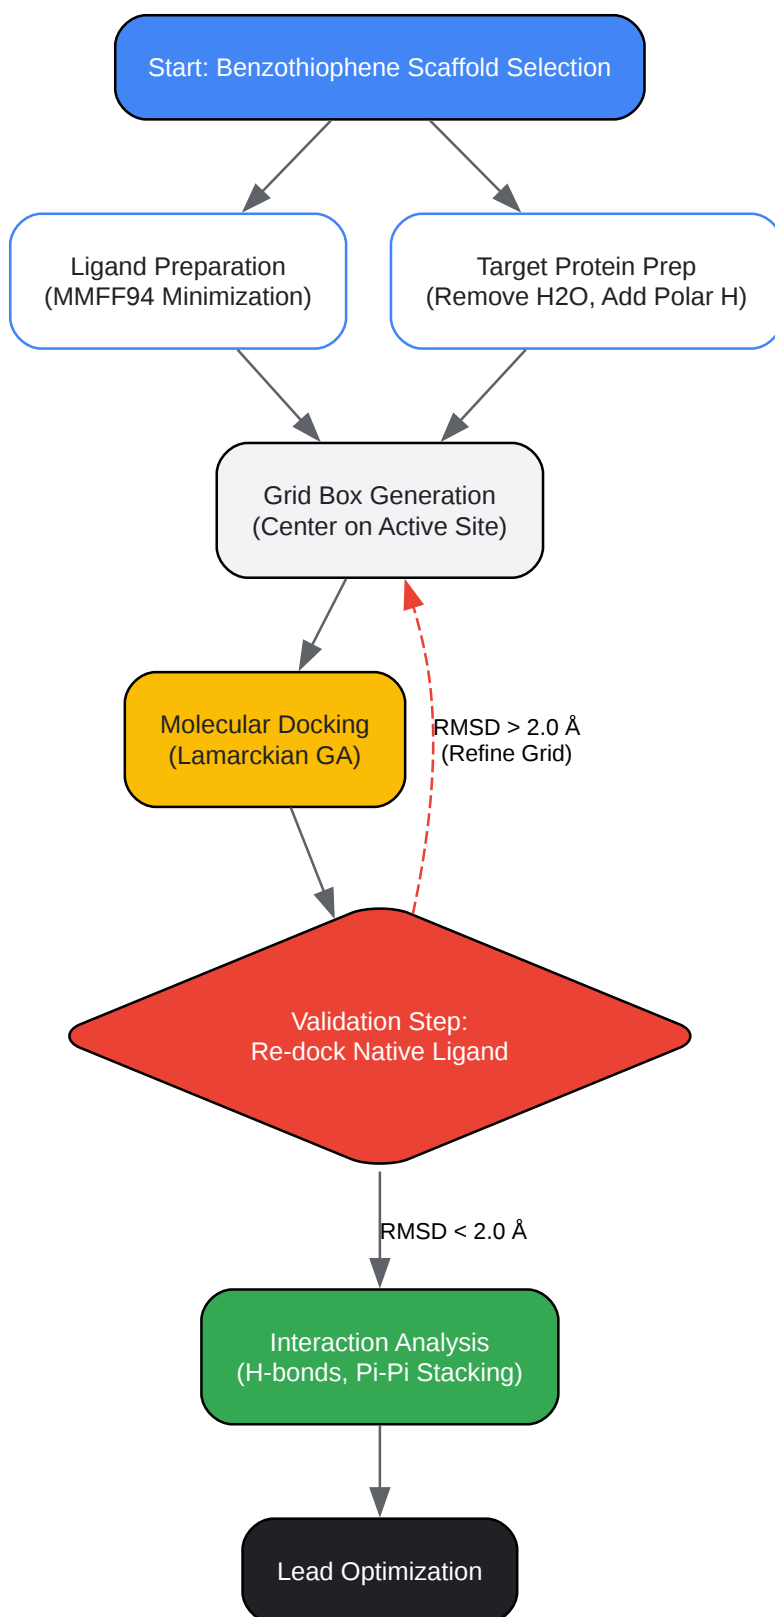 Start: Benzothiophene Scaffold Selection
Ligand Preparation
(MMFF94 Minimization)
Target Protein Prep
(Remove H2O, Add Polar H)
Grid Box Generation
(Center on Active Site)
Molecular Docking
(Lamarckian GA)
RMSD > 2.0 Å
(Refine Grid)
Validation Step:
Re-dock Native Ligand
RMSD < 2.0 Å
Interaction Analysis
(H-bonds, Pi-Pi Stacking)
Lead Optimization